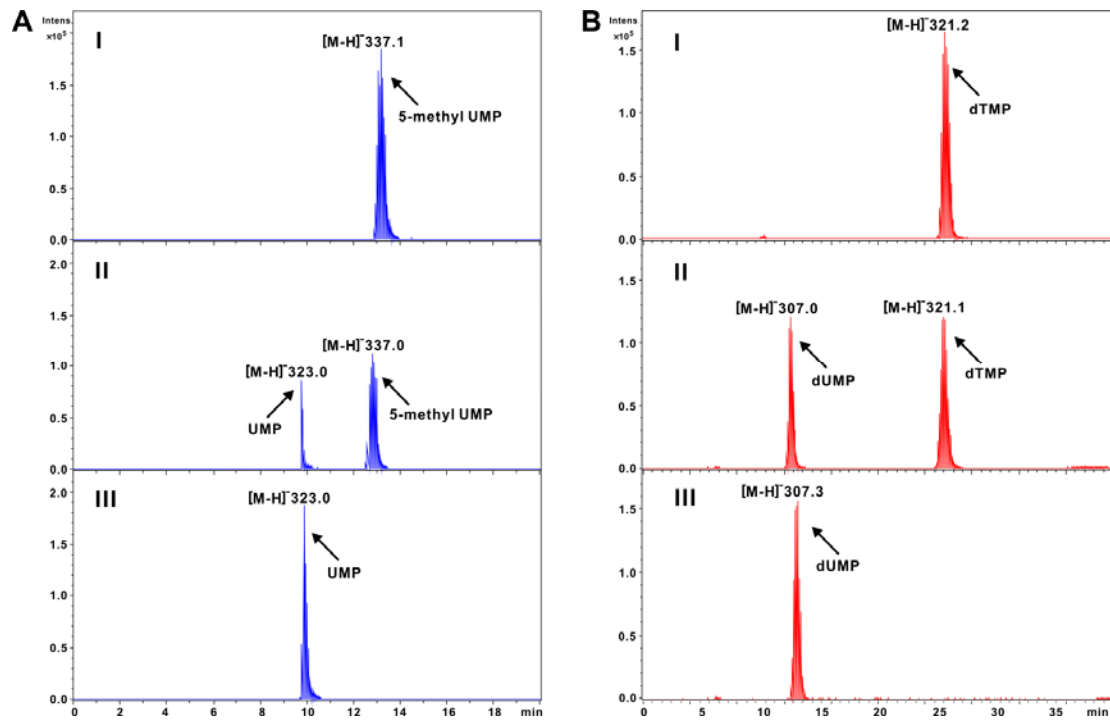 A
Intens.
×10⁵
I
[M-H]⁻337.1
5-methyl UMP
1.5
1.0
0.5
0.0
2.0
II
[M-H]⁻337.0
[M-H]⁻323.0
UMP
5-methyl UMP
1.5
1.0
0.5
0.0
2.0
III
[M-H]⁻323.0
UMP
1.5
1.0
0.5
0.0
0 2 4 6 8 10 12 14 16 18 min
B
Intens.
×10⁵
I
[M-H]⁻321.2
dTMP
1.5
1.0
0.5
0.0
II
[M-H]⁻307.0
[M-H]⁻321.1
dUMP
dTMP
1.5
1.0
0.5
0.0
III
[M-H]⁻307.3
dUMP
1.5
1.0
0.5
0.0
0 5 10 15 20 25 30 35 min